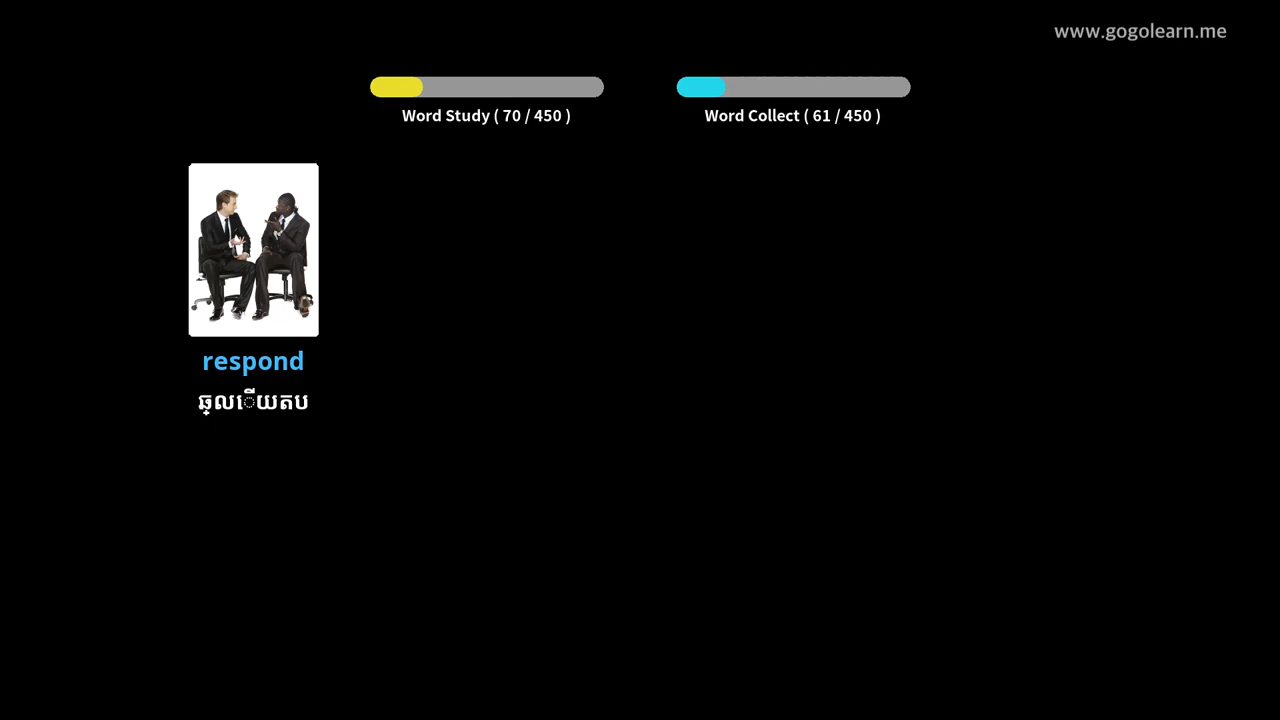 www.gogolearn.me
Word Study ( 70 / 450 )
Word Collect ( 61 / 450 )
respond
ឆ្លើយតប